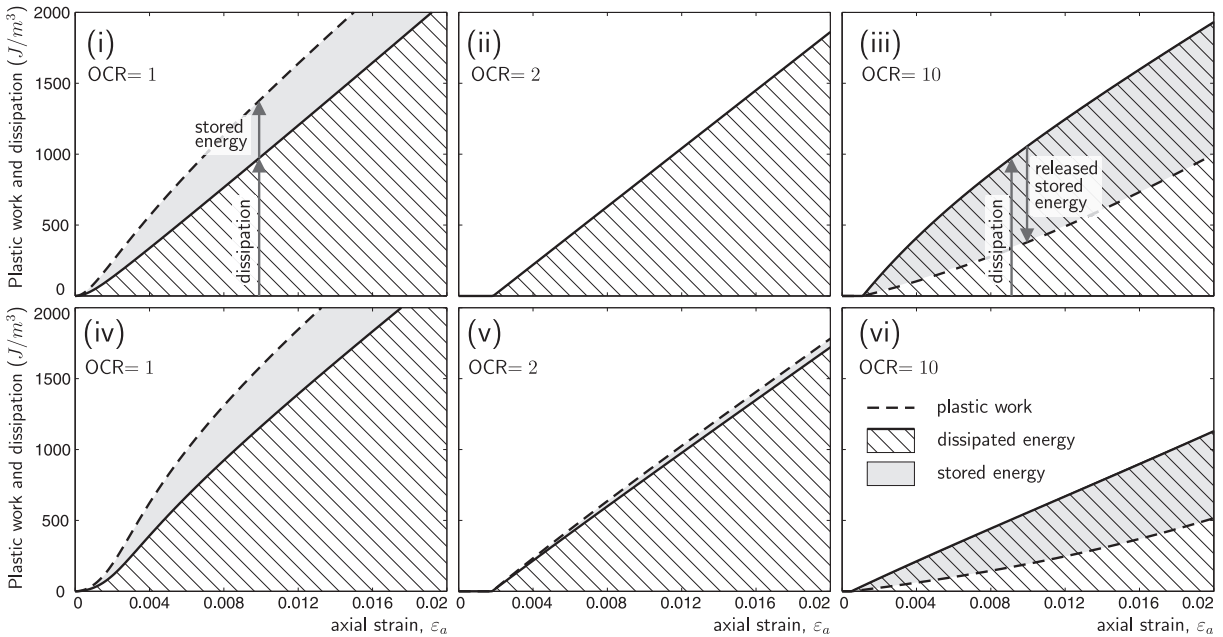 Plastic work and dissipation (J/m³)
2000
1500
1000
500
0
(i)
OCR= 1
stored
energy
dissipation
(ii)
OCR= 2
(iii)
OCR= 10
released
stored
energy
dissipation
Plastic work and dissipation (J/m³)
2000
1500
1000
500
0
(iv)
OCR= 1
(v)
OCR= 2
(vi)
OCR= 10
plastic work
dissipated energy
stored energy
0 0.004 0.008 0.012 0.016 0.02
0.004 0.008 0.012 0.016 0.02
0 0.004 0.008 0.012 0.016 0.02
axial strain, εa
axial strain, εa
axial strain, εa